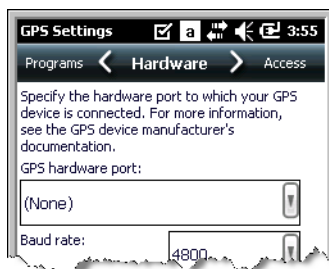 GPS Settings a 3:55
Programs Hardware Access
Specify the hardware port to which your GPS
device is connected. For more information,
see the GPS device manufacturer's
documentation.
GPS hardware port:
(None)
Baud rate:
4800